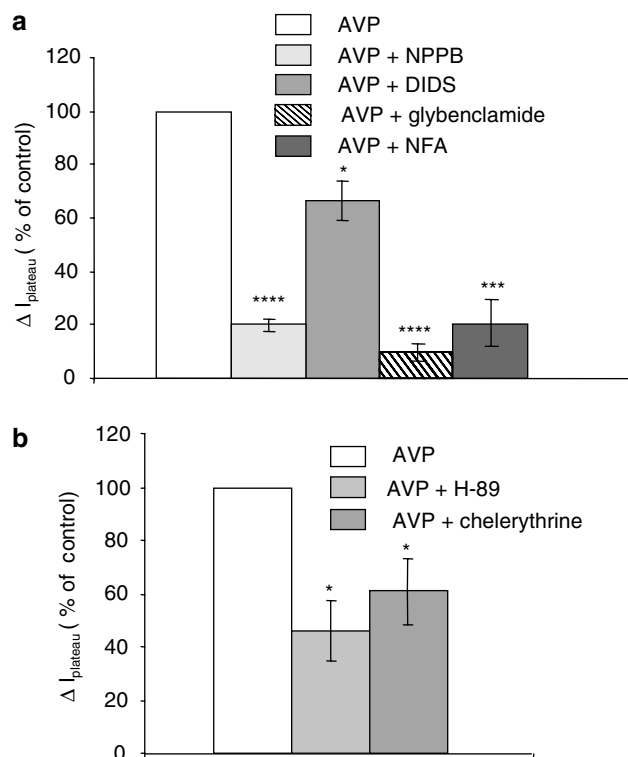 a
AVP
AVP + NPPB
AVP + DIDS
AVP + glybenclamide
AVP + NFA
Δ Iplateau ( % of control)
120
100
80
60
40
20
0
****
*
****
***
b
AVP
AVP + H-89
AVP + chelerythrine
Δ Iplateau ( % of control)
120
100
80
60
40
20
0
*
*